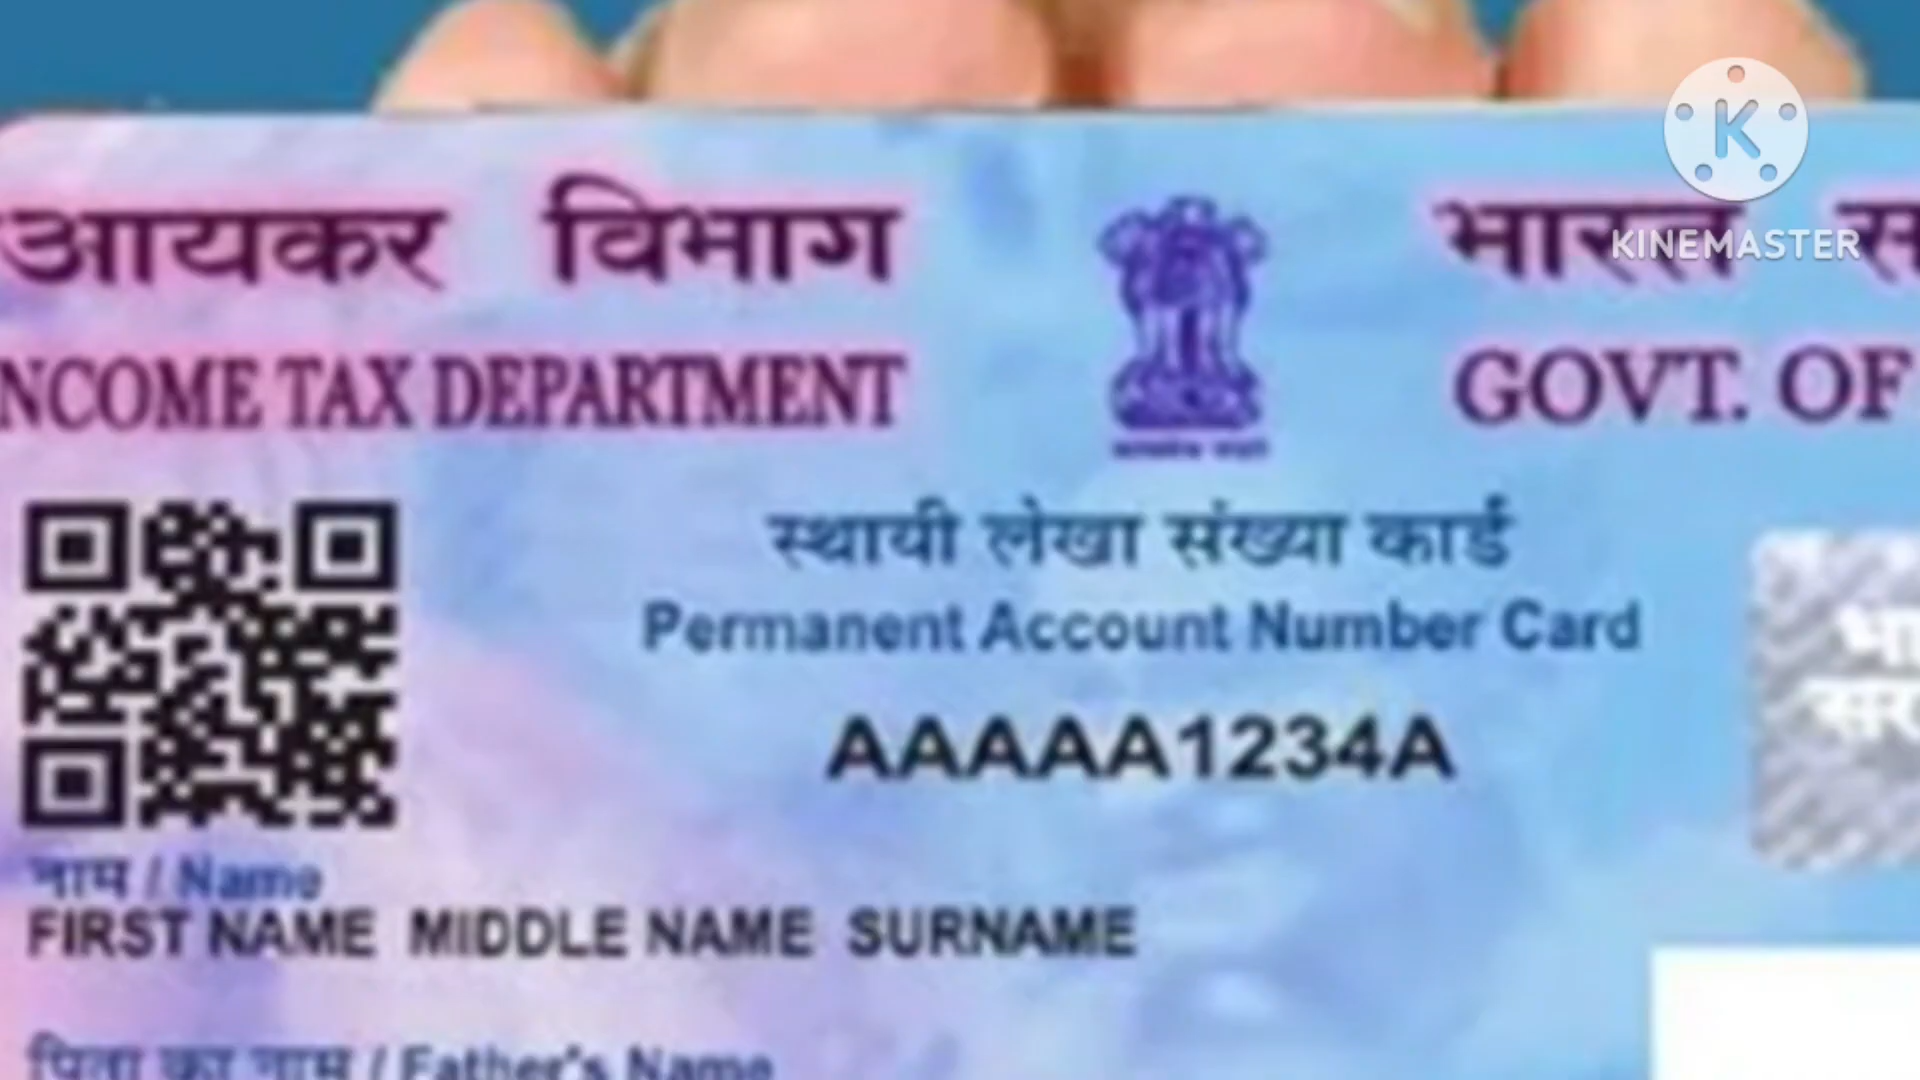 आयकर विभाग
भारत स
KINEMASTER
NCOME TAX DEPARTMENT
GOVT. OF
स्थायी लेखा संख्या कार्ड
Permanent Account Number Card
AAAAA1234A
नाम / Name
FIRST NAME MIDDLE NAME SURNAME
पिता का नाम / Father's Name